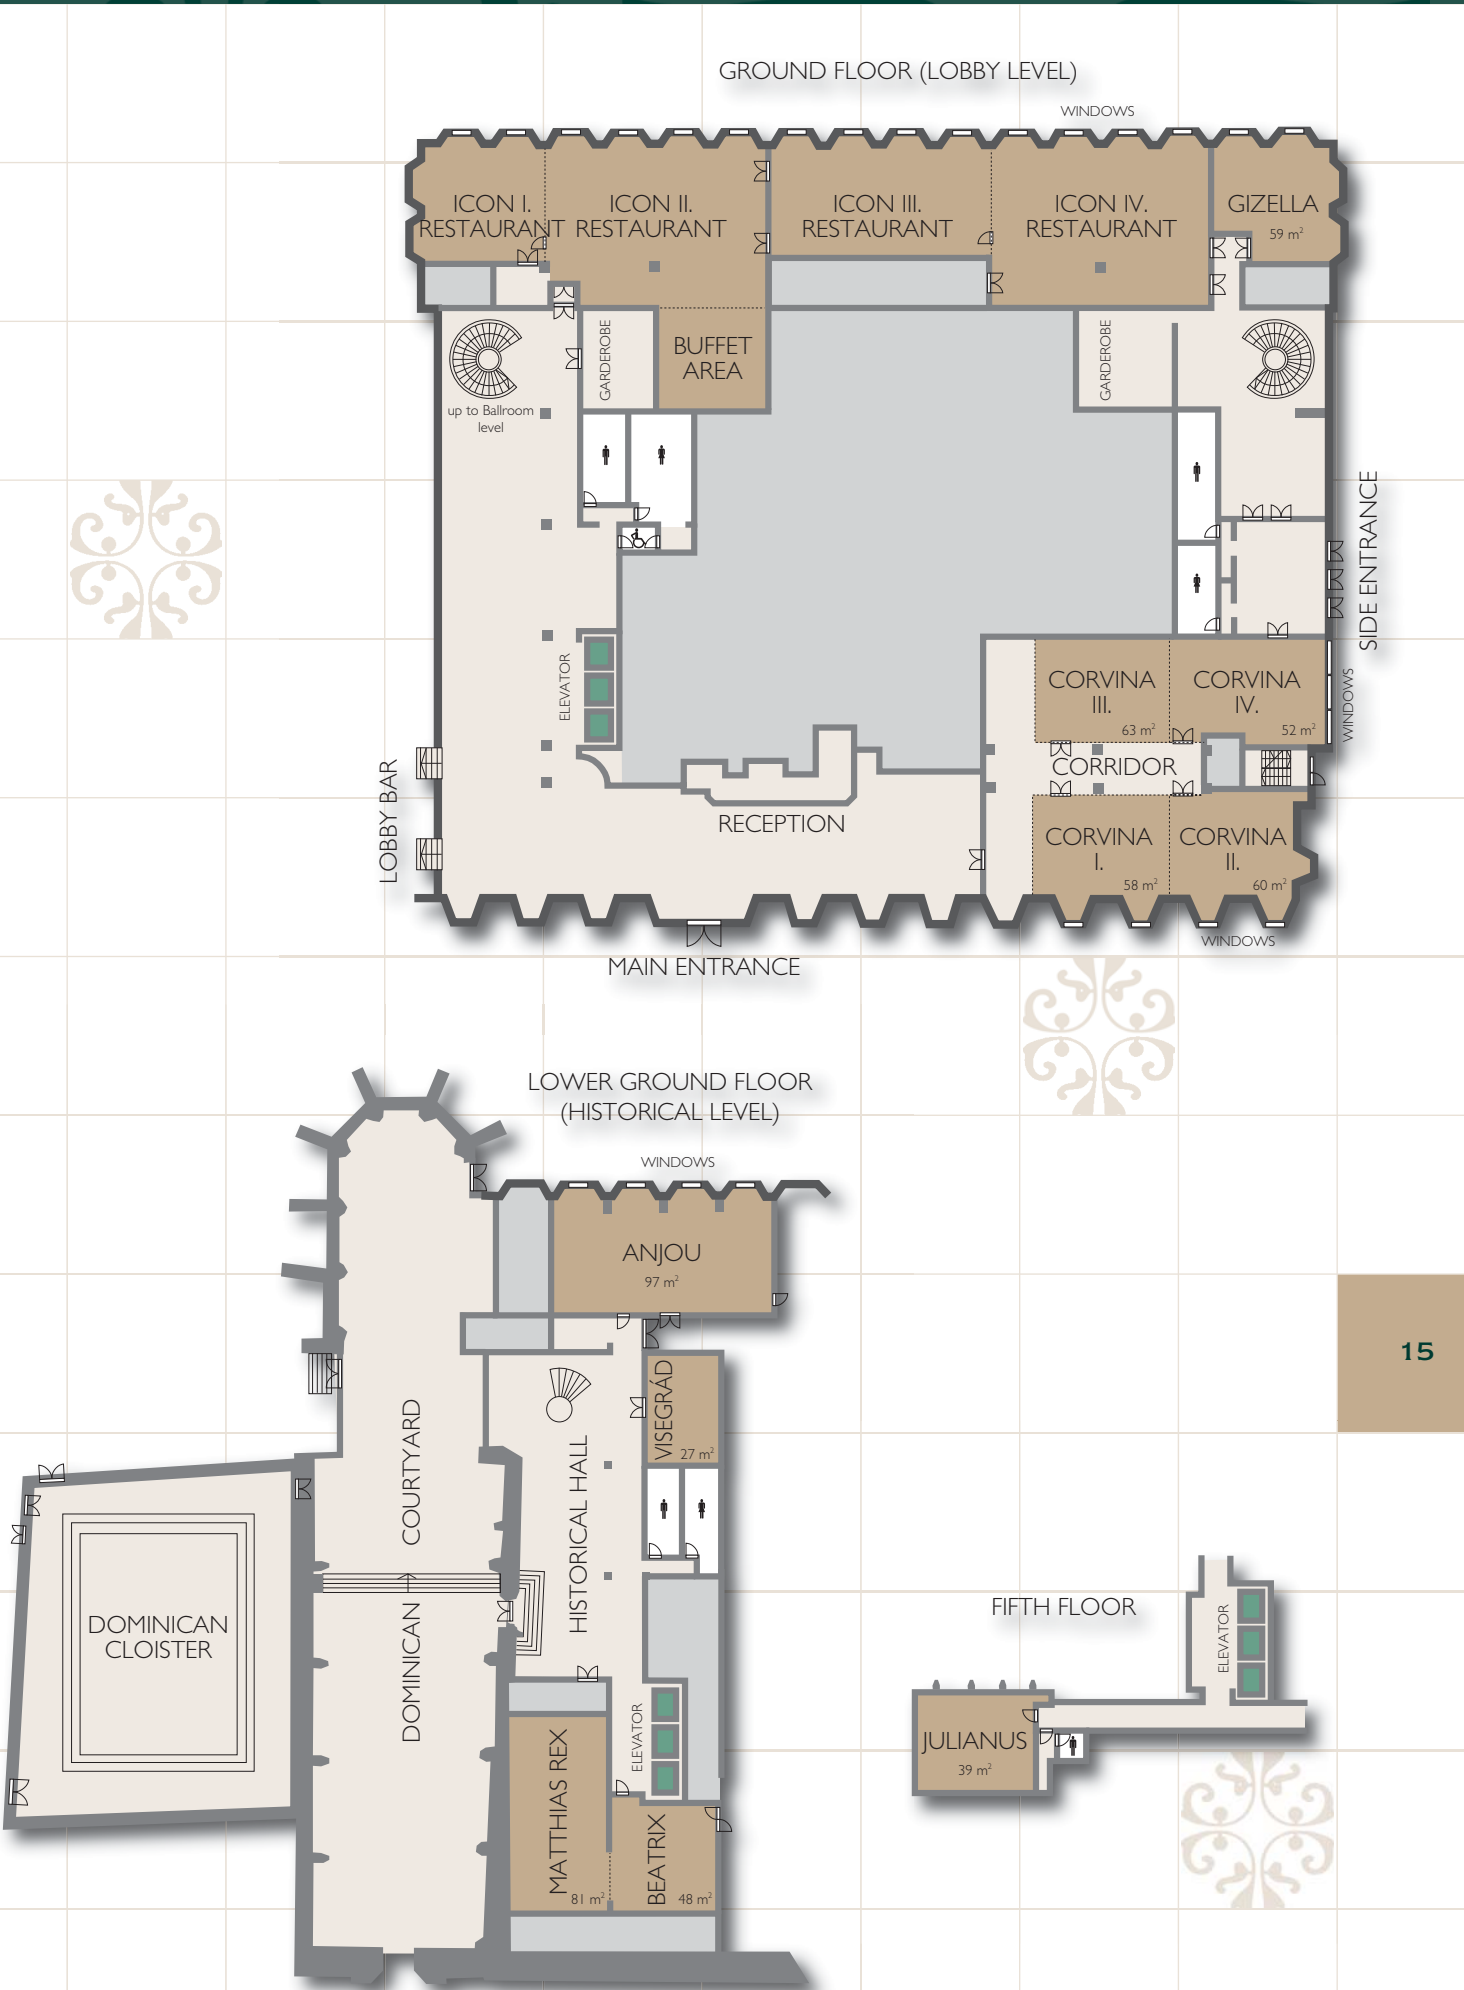 GROUND FLOOR (LOBBY LEVEL)
WINDOWS
ICON I.
RESTAURANT
ICON II.
RESTAURANT
ICON III.
RESTAURANT
ICON IV.
RESTAURANT
GIZELLA
59 m²
GARDEROBE
BUFFET
AREA
GARDEROBE
up to Ballroom
level
SIDE ENTRANCE
ELEVATOR
CORVINA
III.
63 m²
CORVINA
IV.
52 m²
WINDOWS
CORRIDOR
LOBBY BAR
RECEPTION
CORVINA
I.
58 m²
CORVINA
II.
60 m²
WINDOWS
MAIN ENTRANCE
LOWER GROUND FLOOR
(HISTORICAL LEVEL)
WINDOWS
ANJOU
97 m²
15
VISEGRÁD
27 m²
COURTYARD
HISTORICAL HALL
DOMINICAN
CLOISTER
DOMINICAN
FIFTH FLOOR
ELEVATOR
ELEVATOR
JULIANUS
39 m²
MATTHIAS REX
81 m²
BEATRIX
48 m²